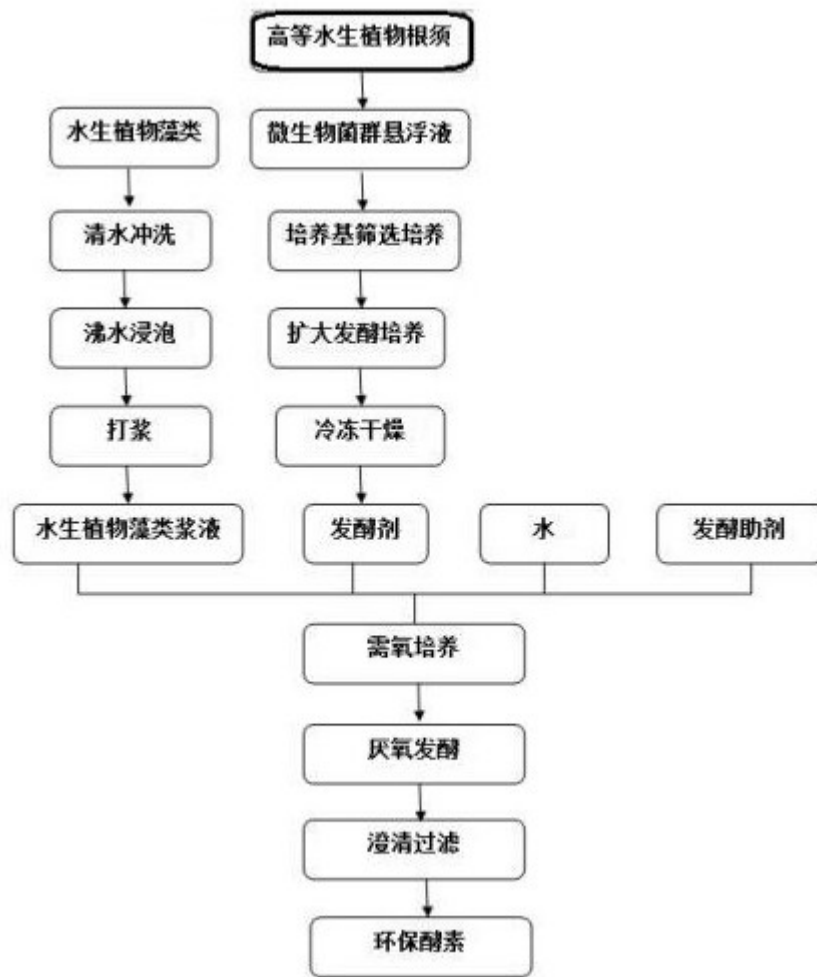 高等水生植物根须
水生植物藻类
微生物菌群悬浮液
清水冲洗
培养基筛选培养
沸水浸泡
扩大发酵培养
打浆
冷冻干燥
水生植物藻类浆液
发酵剂
水
发酵助剂
需氧培养
厌氧发酵
澄清过滤
环保酵素